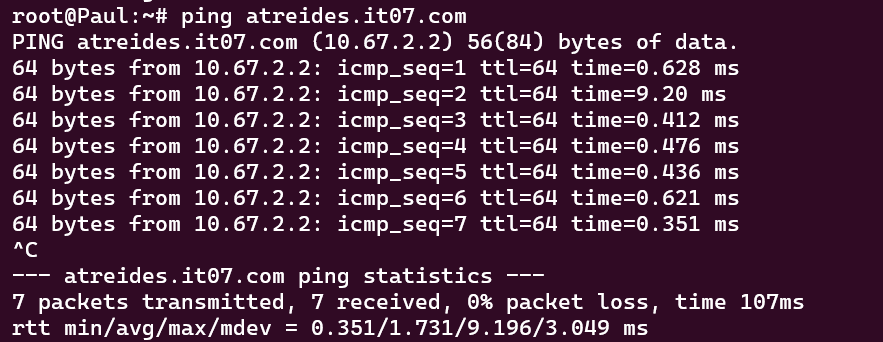 root@Paul:~# ping atreides.it07.com
PING atreides.it07.com (10.67.2.2) 56(84) bytes of data.
64 bytes from 10.67.2.2: icmp_seq=1 ttl=64 time=0.628 ms
64 bytes from 10.67.2.2: icmp_seq=2 ttl=64 time=9.20 ms
64 bytes from 10.67.2.2: icmp_seq=3 ttl=64 time=0.412 ms
64 bytes from 10.67.2.2: icmp_seq=4 ttl=64 time=0.476 ms
64 bytes from 10.67.2.2: icmp_seq=5 ttl=64 time=0.436 ms
64 bytes from 10.67.2.2: icmp_seq=6 ttl=64 time=0.621 ms
64 bytes from 10.67.2.2: icmp_seq=7 ttl=64 time=0.351 ms
^C
--- atreides.it07.com ping statistics ---
7 packets transmitted, 7 received, 0% packet loss, time 107ms
rtt min/avg/max/mdev = 0.351/1.731/9.196/3.049 ms